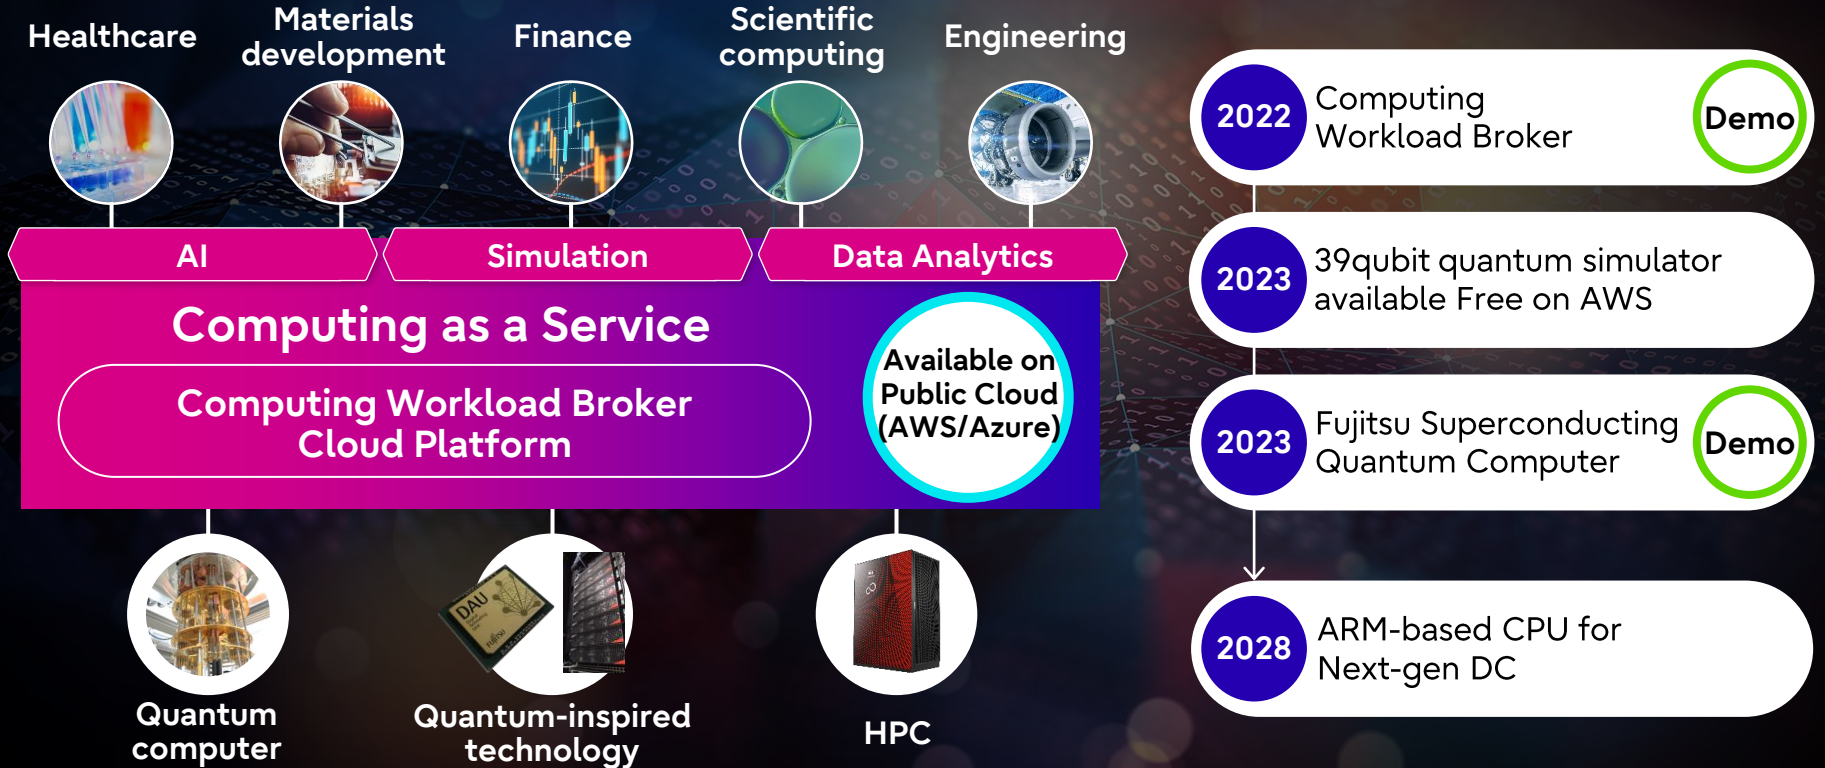 Healthcare
Materials
development
Finance
Scientific
computing
Engineering
AI
Simulation
Data Analytics
Computing as a Service
Computing Workload Broker
Cloud Platform
Available on
Public Cloud
(AWS/Azure)
DAU
FUJITSU
Quantum
computer
Quantum-inspired
technology
HPC
2022
Computing
Workload Broker
Demo
2023
39qubit quantum simulator
available Free on AWS
2023
Fujitsu Superconducting
Quantum Computer
Demo
2028
ARM-based CPU for
Next-gen DC